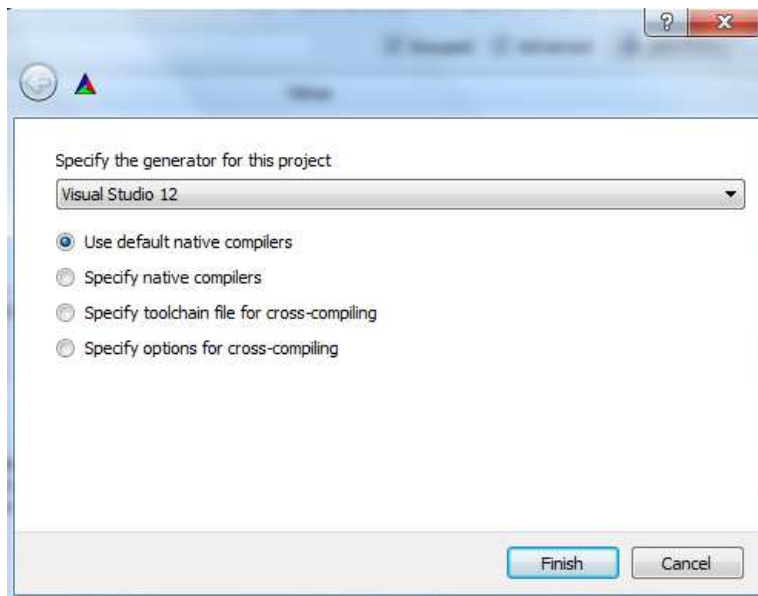 Specify the generator for this project
Visual Studio 12
Use default native compilers
Specify native compilers
Specify toolchain file for cross-compiling
Specify options for cross-compiling
Finish
Cancel